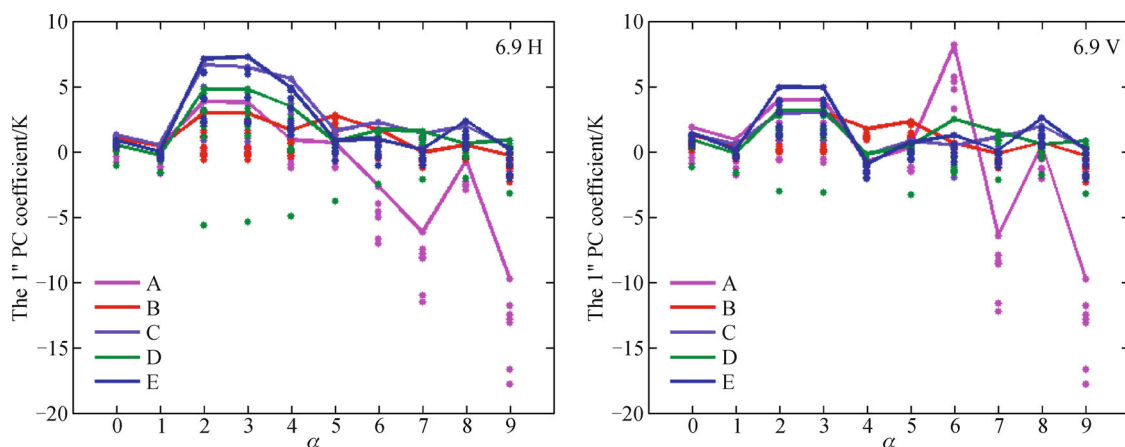 10
5
0
−5
−10
−15
−20
The 1" PC coefficient/K
6.9 H
A
B
C
D
E
0 1 2 3 4 5 6 7 8 9
α
10
5
0
−5
−10
−15
−20
The 1" PC coefficient/K
6.9 V
A
B
C
D
E
0 1 2 3 4 5 6 7 8 9
α